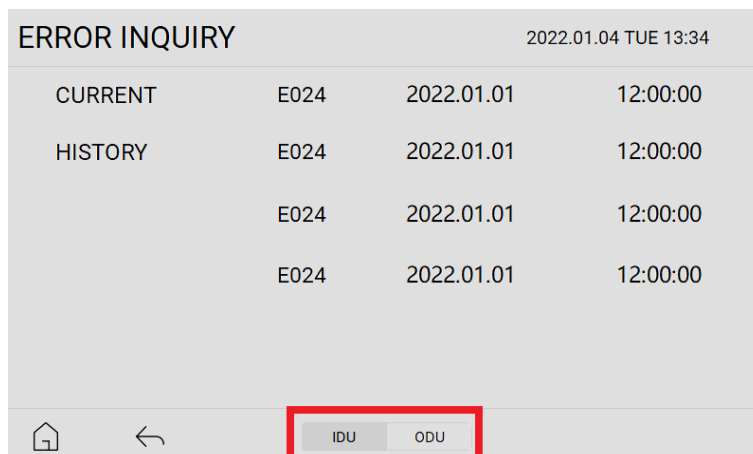 ERROR INQUIRY 2022.01.04 TUE 13:34
CURRENT E024 2022.01.01 12:00:00
HISTORY E024 2022.01.01 12:00:00
E024 2022.01.01 12:00:00
E024 2022.01.01 12:00:00
IDU ODU